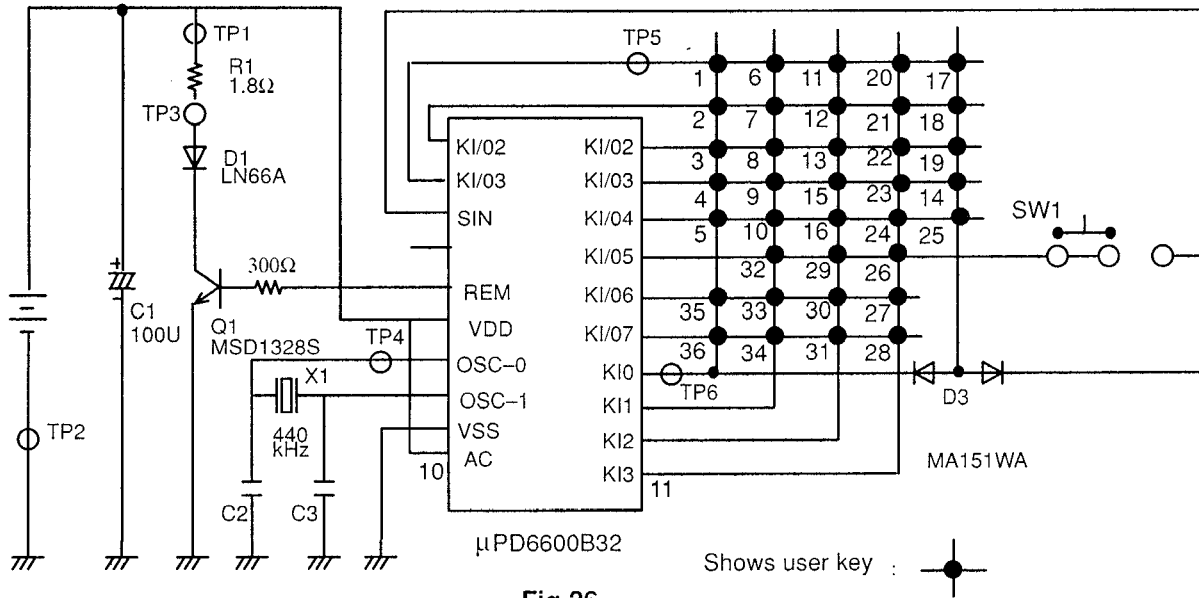 TP1
R1
1.8Ω
TP3
D1
LN66A
300Ω
Q1
MSD1328S
C1
100U
+
-
TP2
TP4
X1
440
kHz
C2
C3
KI/02
KI/03
SIN
REM
VDD
OSC-0
OSC-1
VSS
AC
10
KI/02
KI/03
KI/04
KI/05
KI/06
KI/07
KI0
KI1
KI2
KI3
11
μPD6600B32
TP5
1 6 11 20 17
2 7 12 21 18
3 8 13 22 19
4 9 15 23 14
5 10 16 24 25
32 29 26
35 33 30 27
36 34 31 28
TP6
SW1
D3
MA151WA
Shows user key :